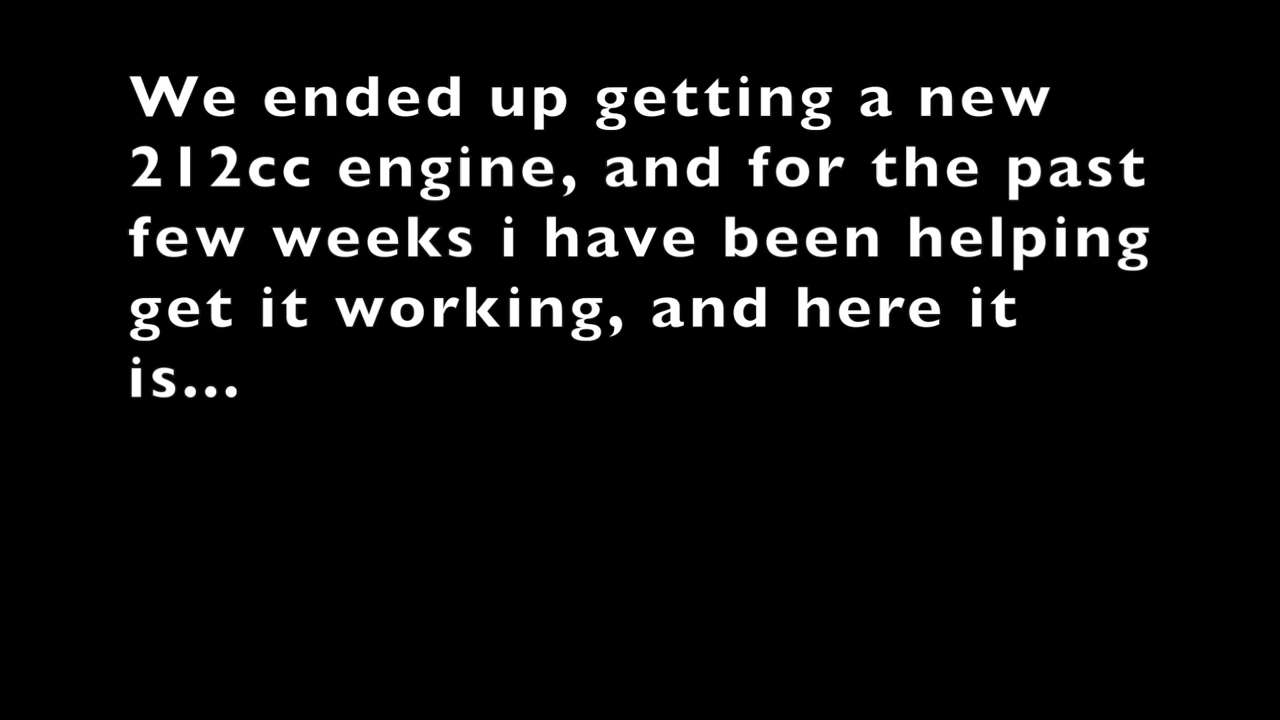 We ended up getting a new
212cc engine, and for the past
few weeks i have been helping
get it working, and here it
is...